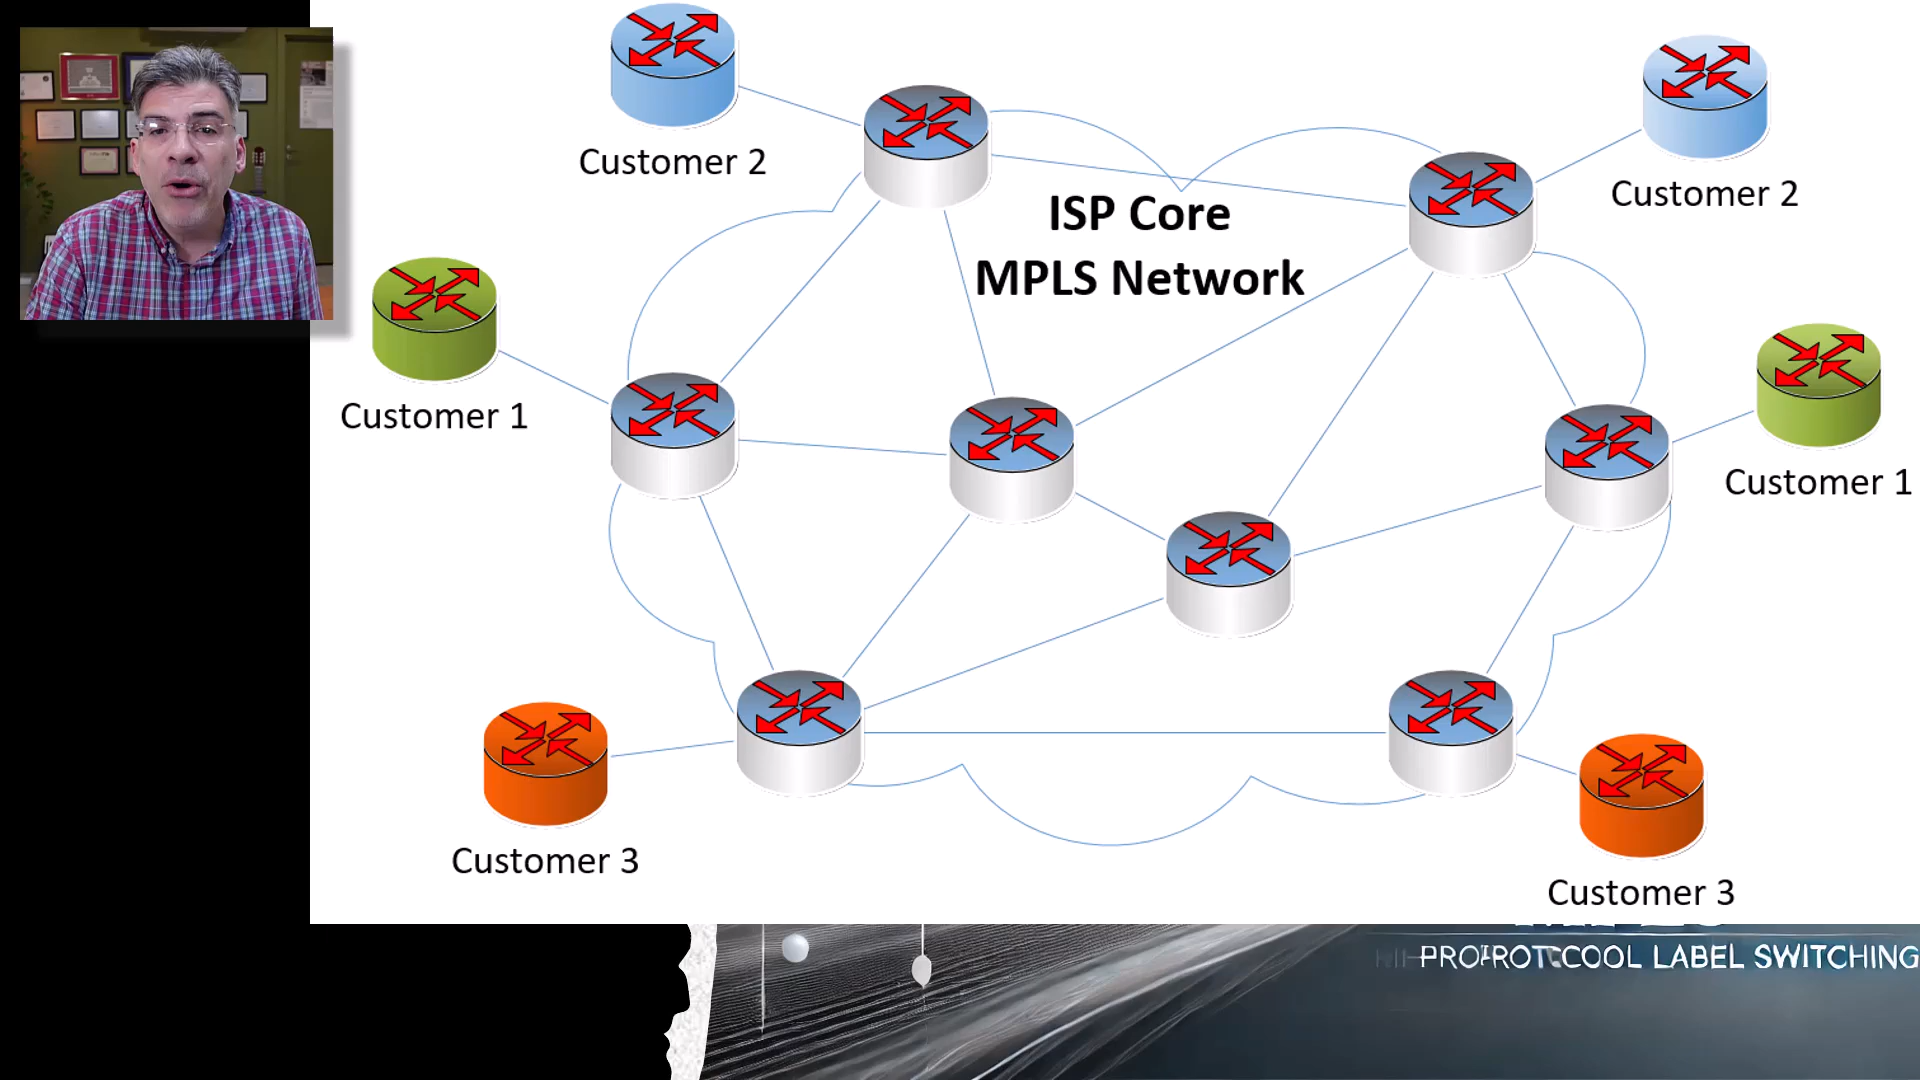 Customer 2
Customer 2
ISP Core
MPLS Network
Customer 1
Customer 1
Customer 3
Customer 3
LABEL SWITCHING